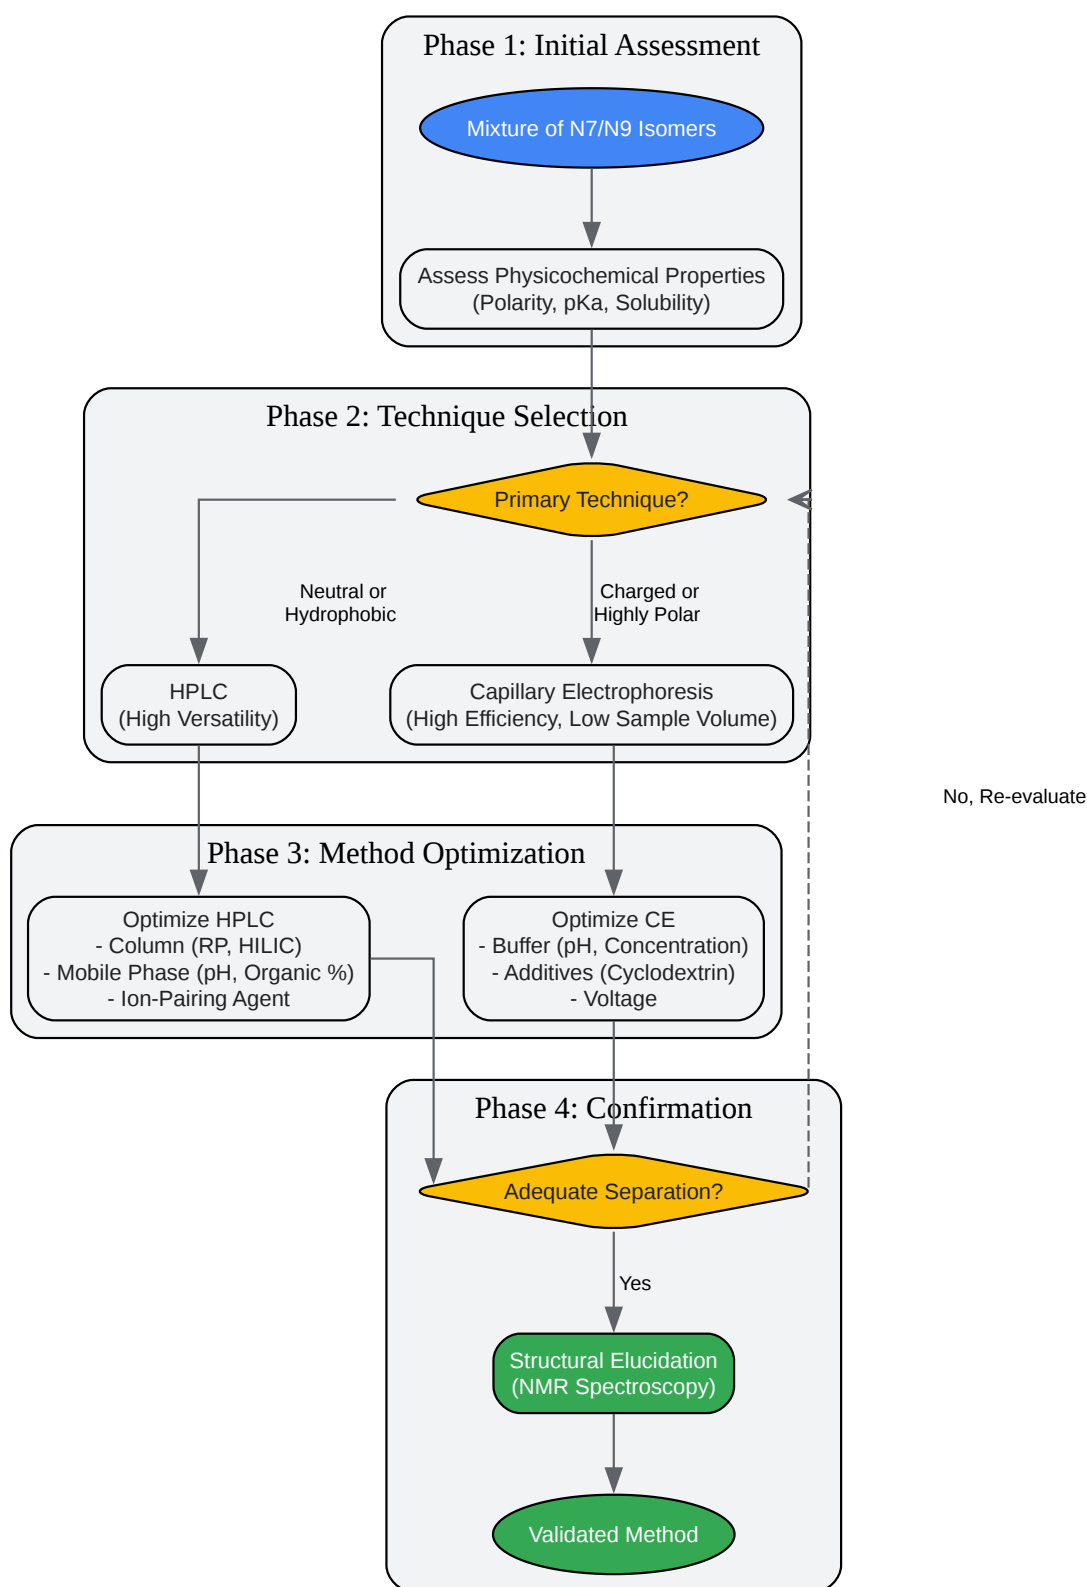 Phase 1: Initial Assessment
Mixture of N7/N9 Isomers
Assess Physicochemical Properties
(Polarity, pKa, Solubility)
Phase 2: Technique Selection
Primary Technique?
Neutral or
Hydrophobic
Charged or
Highly Polar
HPLC
(High Versatility)
Capillary Electrophoresis
(High Efficiency, Low Sample Volume)
No, Re-evaluate
Phase 3: Method Optimization
Optimize HPLC
- Column (RP, HILIC)
- Mobile Phase (pH, Organic %)
- Ion-Pairing Agent
Optimize CE
- Buffer (pH, Concentration)
- Additives (Cyclodextrin)
- Voltage
Phase 4: Confirmation
Adequate Separation?
Yes
Structural Elucidation
(NMR Spectroscopy)
Validated Method